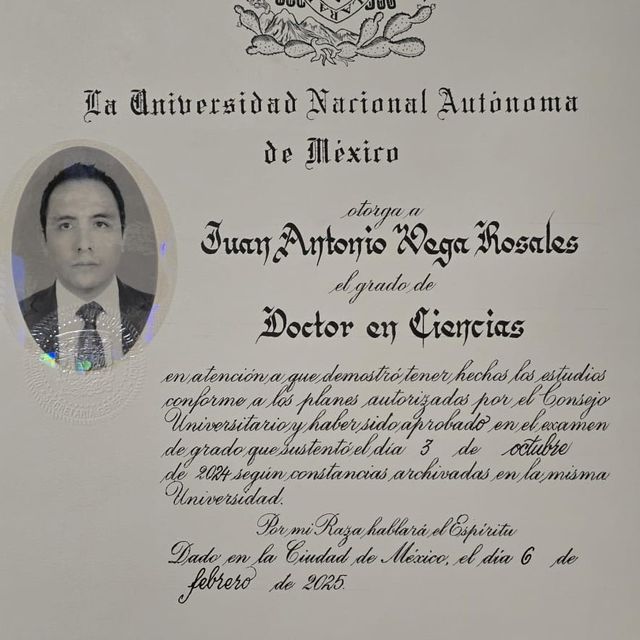 La Universidad Nacional Autónoma
de México
otorga a
Juan Antonio Vega Rosales
el grado de
Doctor en Ciencias
en atención a que demostró tener hechos los estudios
conforme a los planes autorizados por el Consejo
Universitario y haber sido aprobado en el examen
de grado que sustentó el día 3 de octubre
de 2024 según constancias archivadas en la misma
Universidad.
Por mi Raza hablará el Espíritu
Dado en la Ciudad de México, el día 6 de
febrero de 2025.